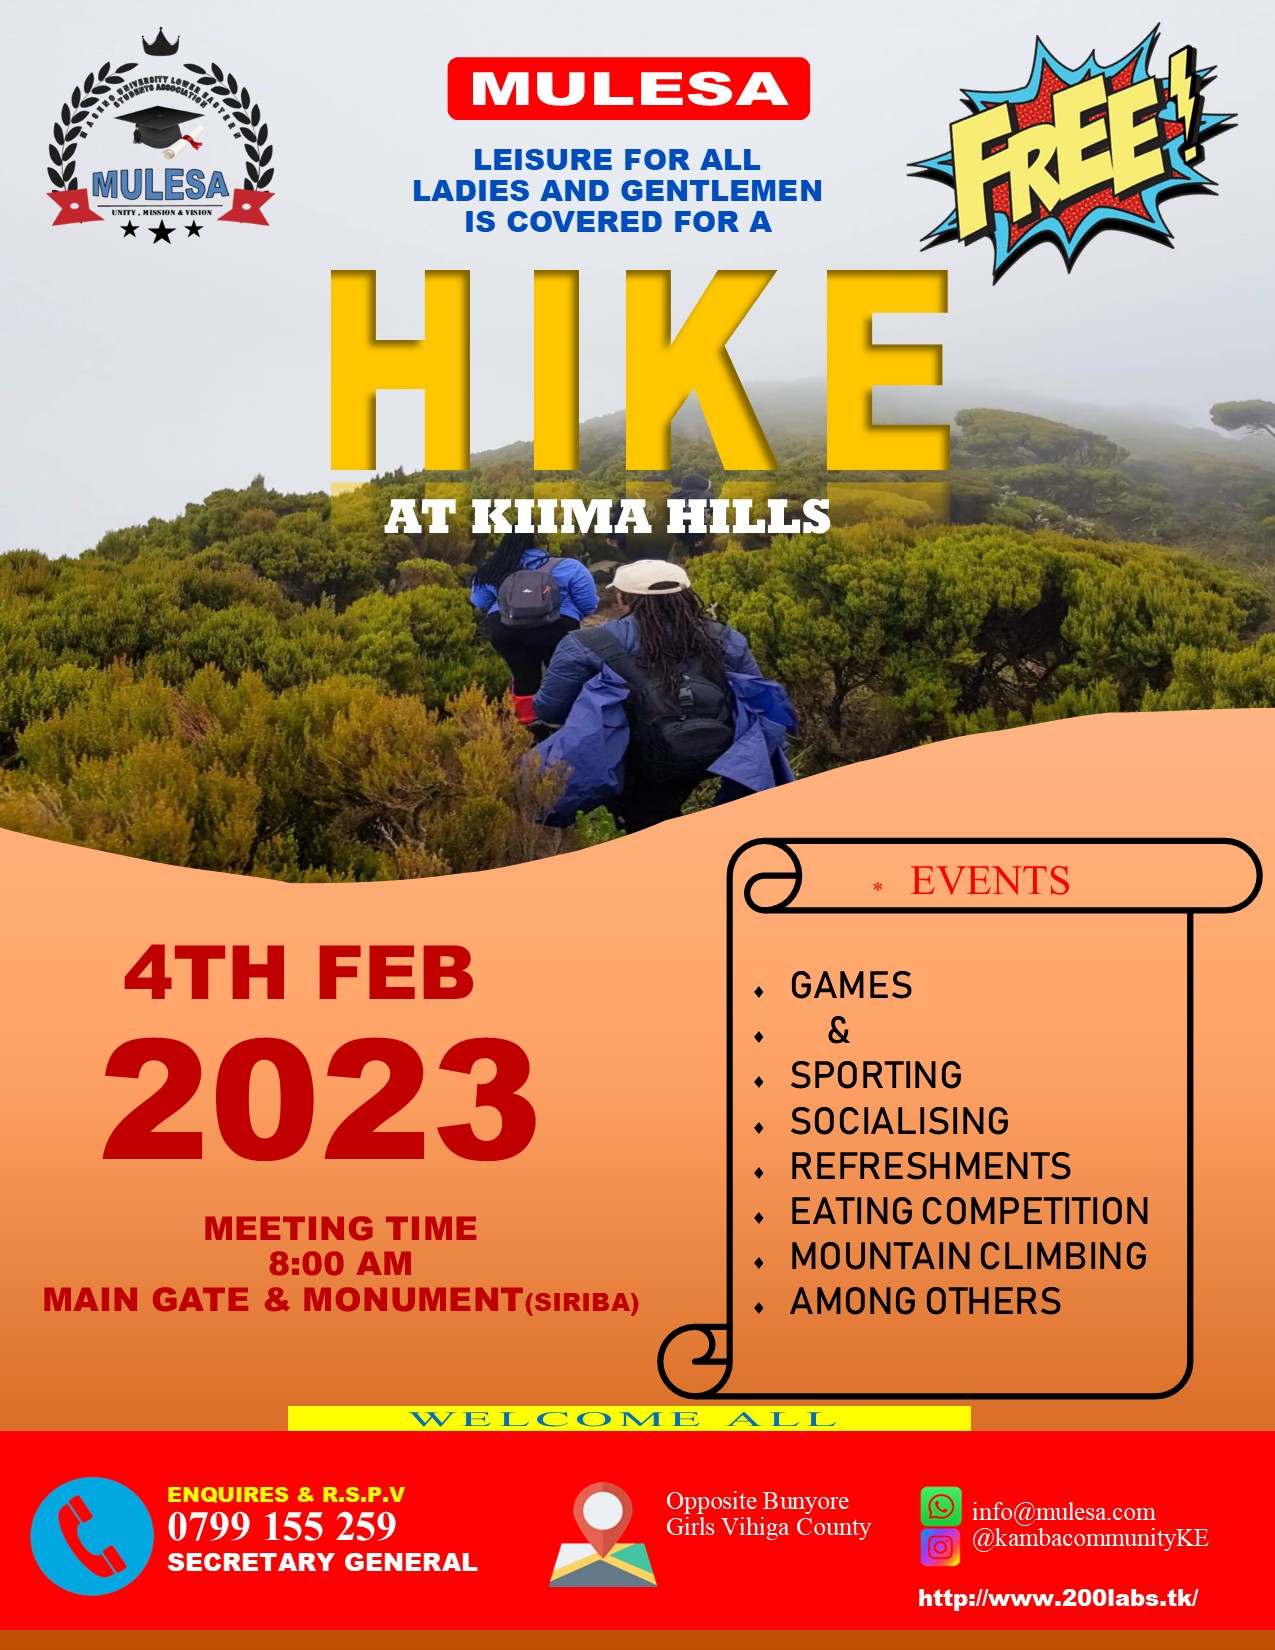 MASENO UNIVERSITY LOWER EASTERN
STUDENTS ASSOCIATION
MULESA
UNITY , MISSION & VISION
MULESA
LEISURE FOR ALL
LADIES AND GENTLEMEN
IS COVERED FOR A
FREE!
HIKE
AT KIIMA HILLS
4TH FEB
2023
MEETING TIME
8:00 AM
MAIN GATE & MONUMENT(SIRIBA)
* EVENTS
GAMES
&
SPORTING
SOCIALISING
REFRESHMENTS
EATING COMPETITION
MOUNTAIN CLIMBING
AMONG OTHERS
WELCOME ALL
ENQUIRES & R.S.P.V
0799 155 259
SECRETARY GENERAL
Opposite Bunyore
Girls Vihiga County
info@mulesa.com
@kambacommunityKE
http://www.200labs.tk/